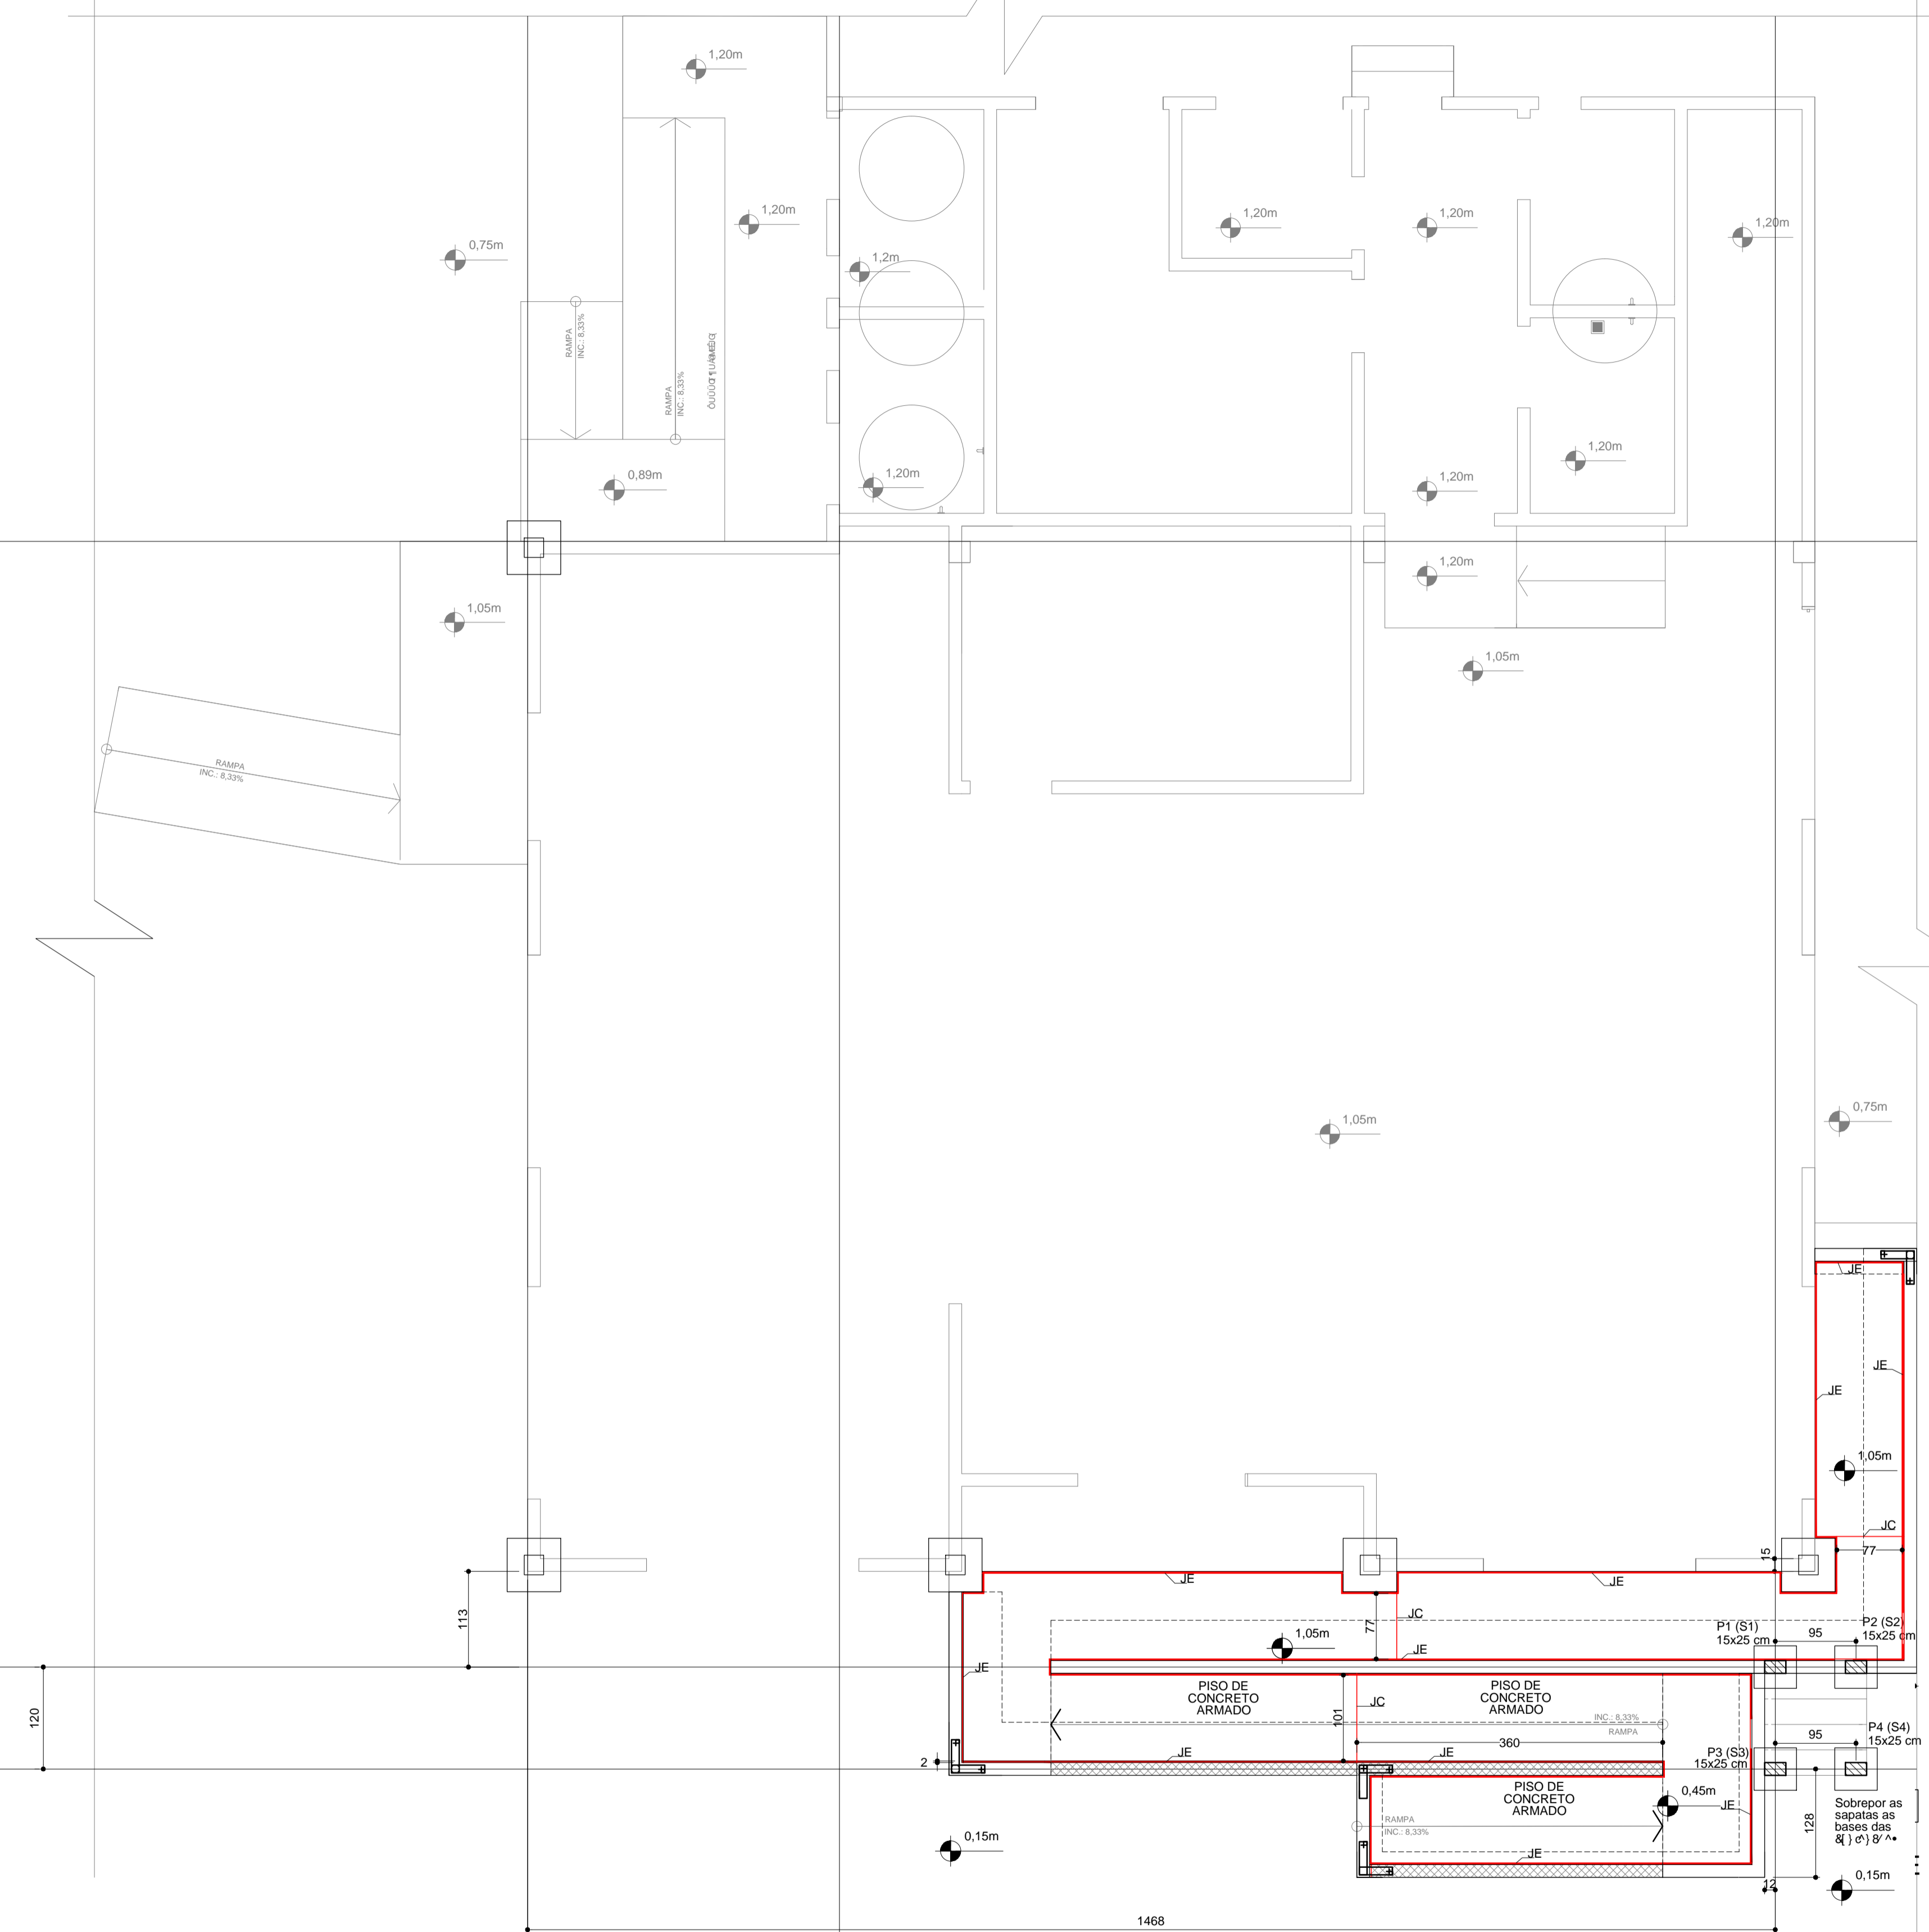 1,20m
1,20m
0,75m
1,2m
1,20m
1,20m
1,20m
RAMPA
INC.: 8,33%
RAMPA
INC.: 8,33%
0,89m
1,20m
1,20m
1,20m
1,20m
1,05m
1,05m
RAMPA
INC.: 8,33%
1,05m
0,75m
JE
JE
JE
1,05m
JC
77
15
113
JE
JE
JC
77
1,05m
JE
P1 (S1)
15x25 cm
95
P2 (S2)
15x25 cm
JE
120
PISO DE
CONCRETO
ARMADO
PISO DE
CONCRETO
ARMADO
JC
101
INC.: 8,33%
RAMPA
360
JE
JE
2
P3 (S3)
15x25 cm
95
P4 (S4)
15x25 cm
PISO DE
CONCRETO
ARMADO
0,45m
JE
RAMPA
INC.: 8,33%
JE
0,15m
128
Sobrepor as
sapatas as
bases das
0,15m
12
1468